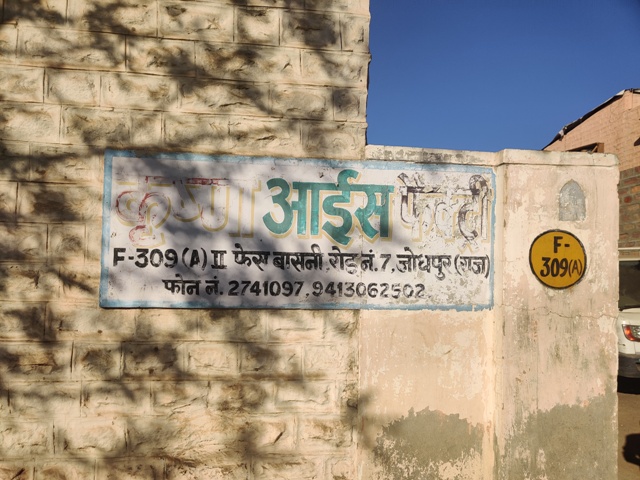 कृष्णा आईस फैक्ट्री
F-309(A) II फेस बासनी, रोड़ नं. 7, जोधपुर (राज)
फोन नं. 2741097, 9413062502
F-
309(A)